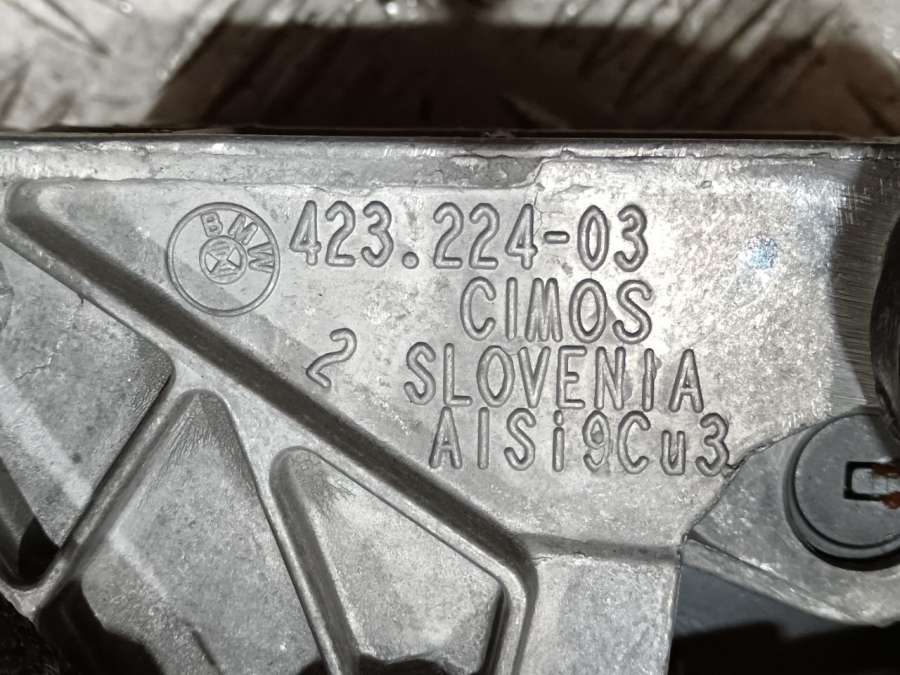 BMW 423.224-03
CIMOS
2 SLOVENIA
AlSi9Cu3